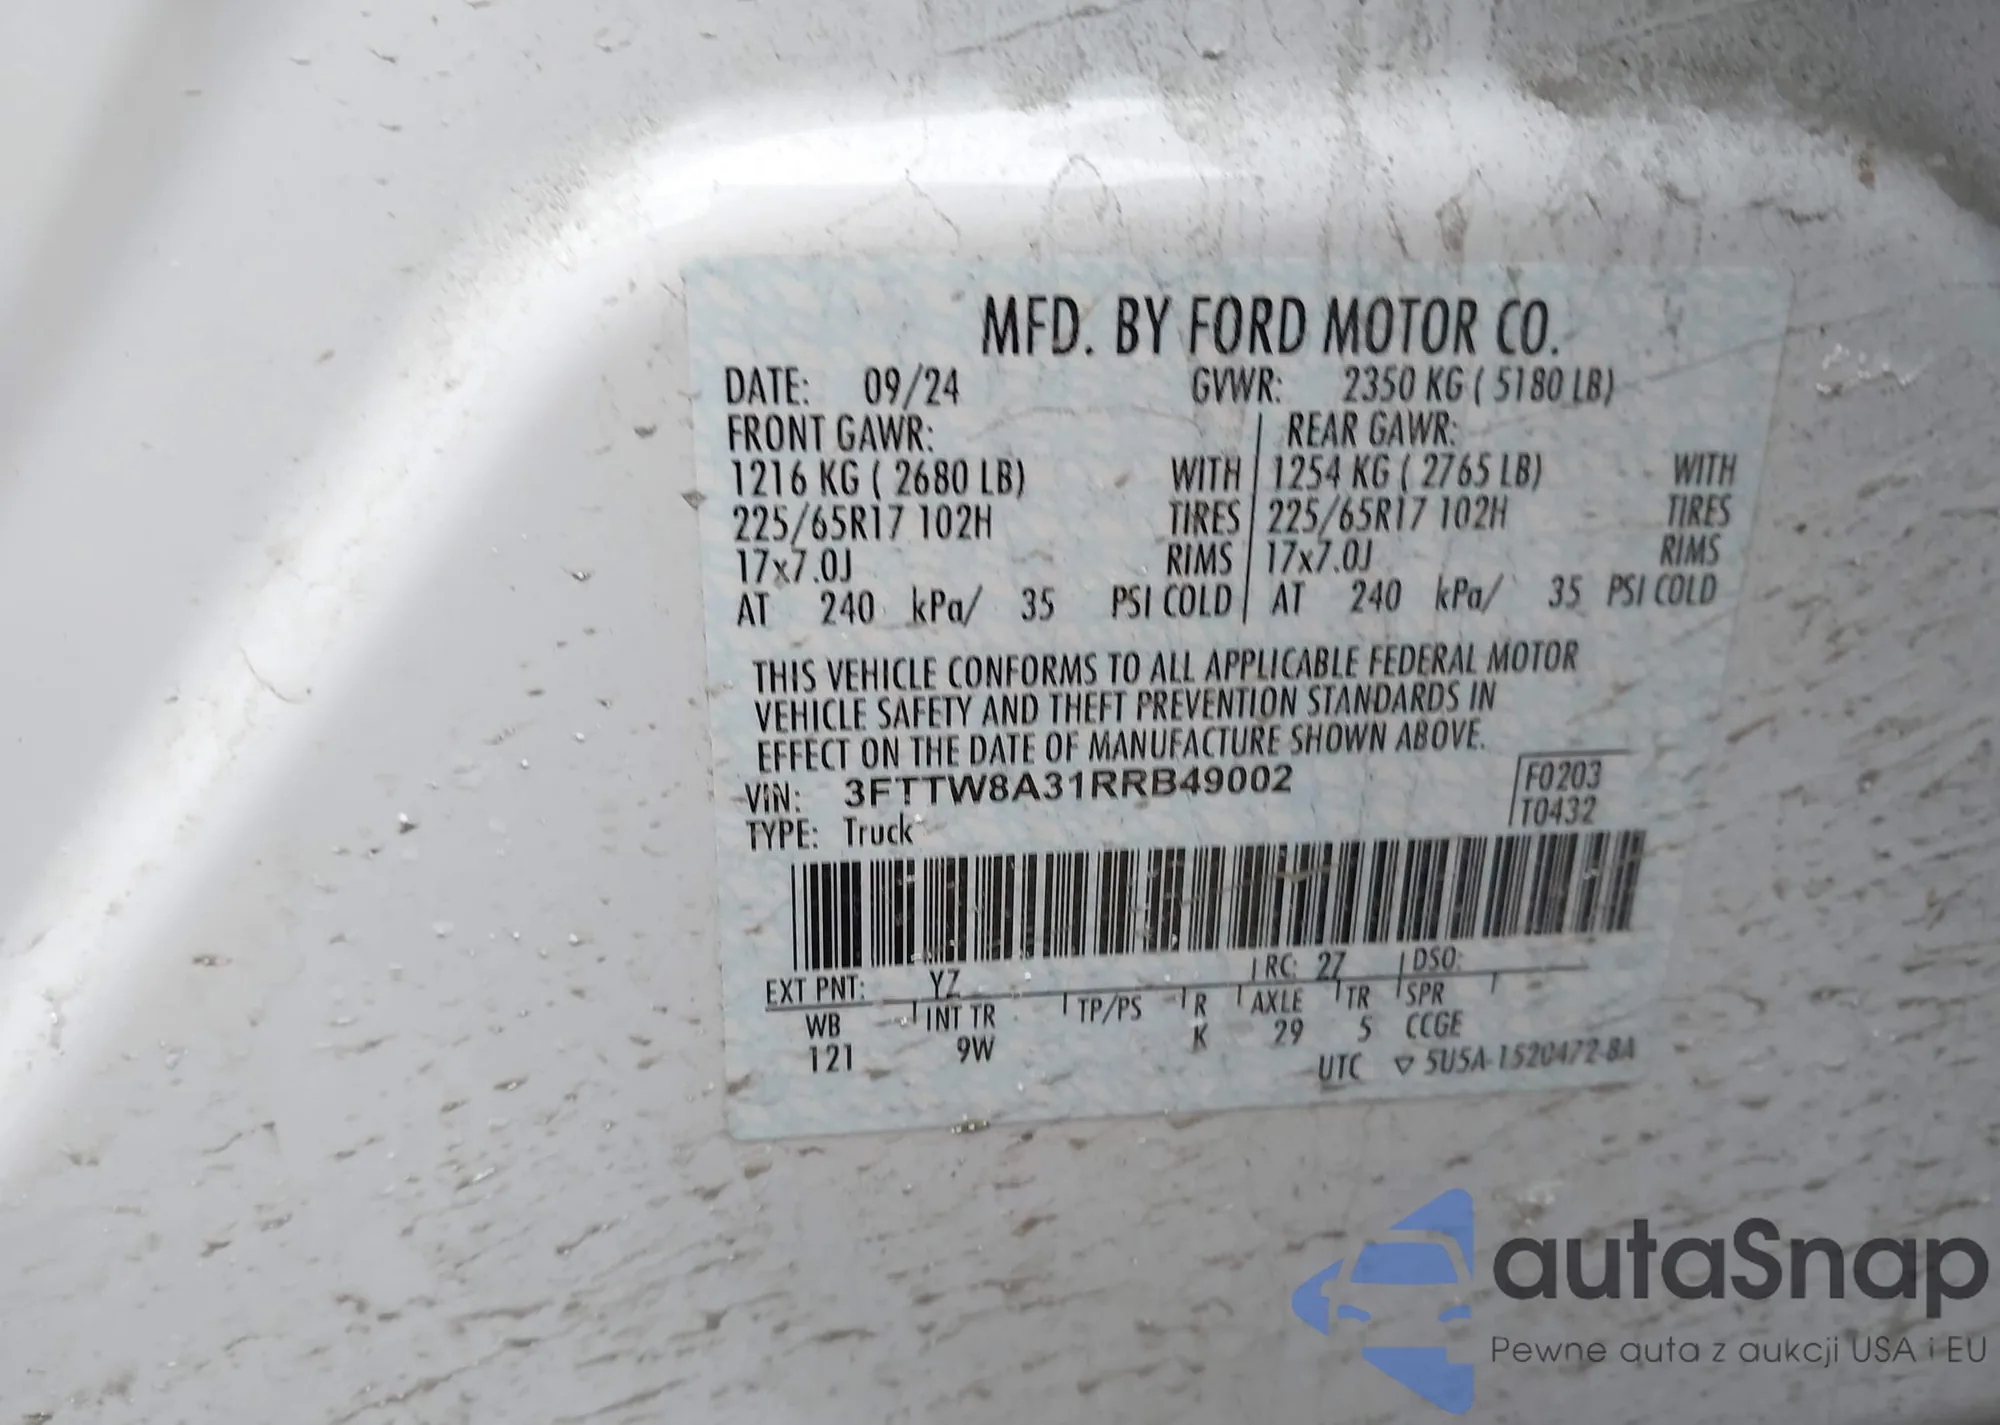 MFD. BY FORD MOTOR CO.
DATE: 09/24 GVWR: 2350 KG ( 5180 LB)
FRONT GAWR: REAR GAWR:
1216 KG ( 2680 LB) WITH 1254 KG ( 2765 LB) WITH
225/65R17 102H TIRES 225/65R17 102H TIRES
17x7.0J RIMS 17x7.0J RIMS
AT 240 kPa/ 35 PSI COLD AT 240 kPa/ 35 PSI COLD
THIS VEHICLE CONFORMS TO ALL APPLICABLE FEDERAL MOTOR
VEHICLE SAFETY AND THEFT PREVENTION STANDARDS IN
EFFECT ON THE DATE OF MANUFACTURE SHOWN ABOVE.
VIN: 3FTTW8A31RRB49002 F0203
TYPE: Truck T0432
EXT PNT: YZ RC: 27 DSO:
WB INT TR TP/PS R AXLE TR SPR
121 9W K 29 5 CCGE
UTC ▽ 5U5A-1520472-8A
autaSnap
Pewne auta z aukcji USA i EU